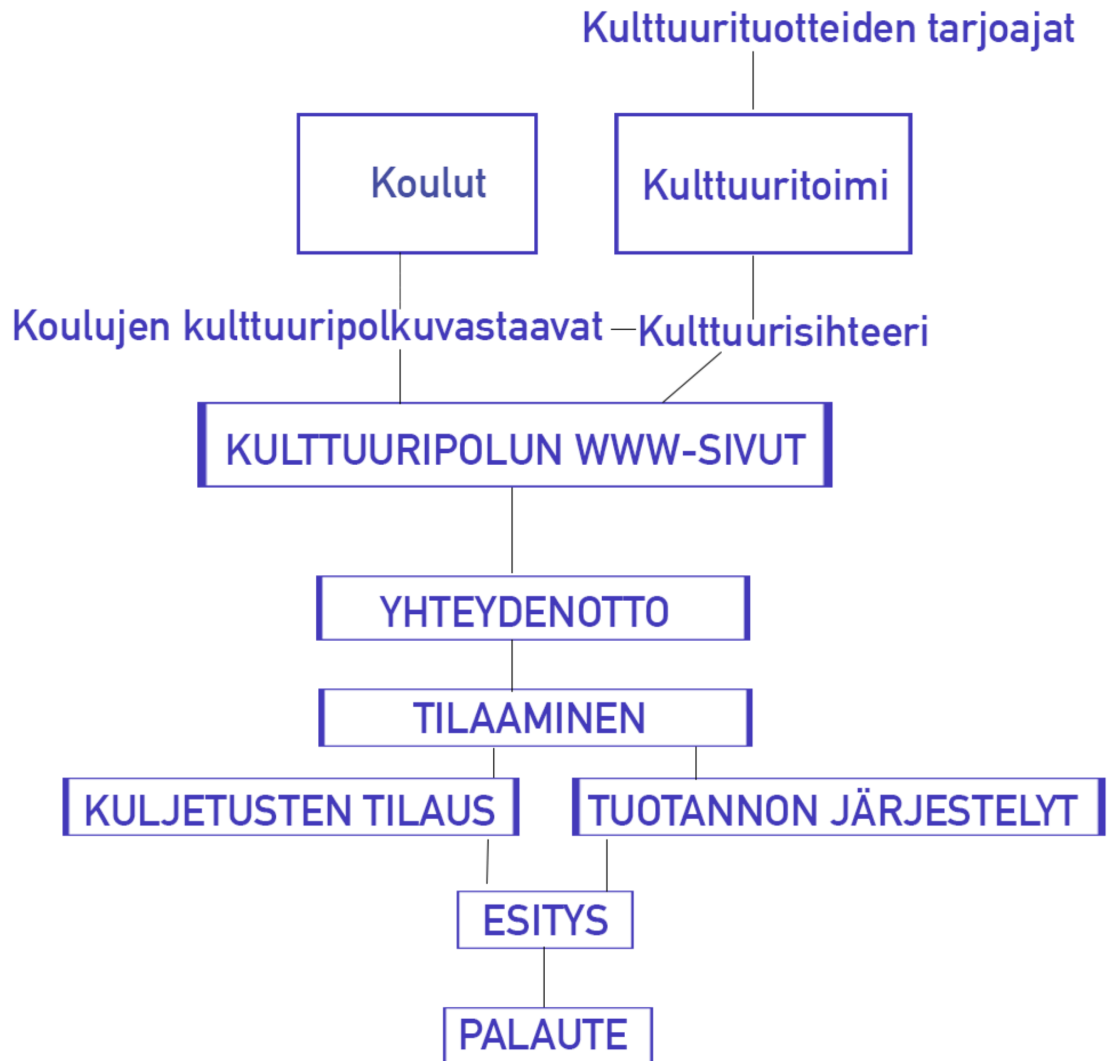 Kulttuurituotteiden tarjoajat
Koulut
Kulttuuritoimi
Koulujen kulttuuripolkuvastaavat
Kulttuurisihteeri
KULTTUURIPOLUN WWW-SIVUT
YHTEYDENOTTO
TILAAMINEN
KULJETUSTEN TILAUS
TUOTANNON JÄRJESTELYT
ESITYS
PALAUTE